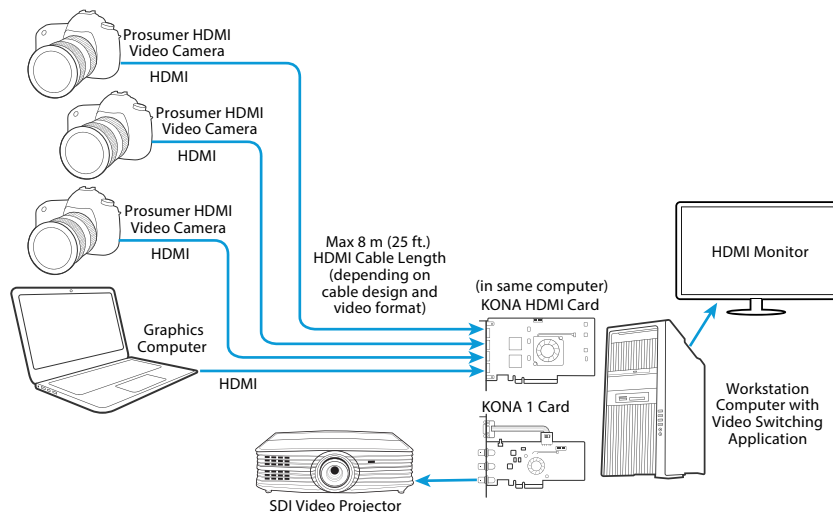 Prosumer HDMI
Video Camera
HDMI
Prosumer HDMI
Video Camera
HDMI
Prosumer HDMI
Video Camera
HDMI
Max 8 m (25 ft.)
HDMI Cable Length
(depending on
cable design and
video format)
(in same computer)
KONA HDMI Card
HDMI Monitor
Graphics
Computer
HDMI
KONA 1 Card
Workstation
Computer with
Video Switching
Application
SDI Video Projector